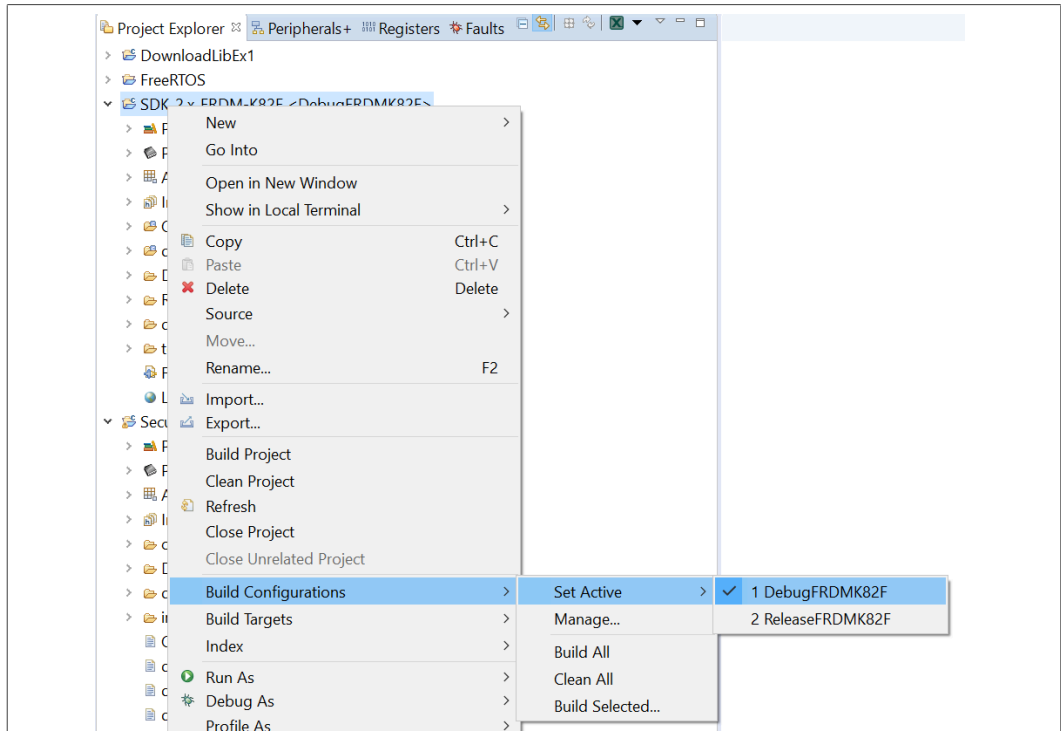 Project Explorer Peripherals+ Registers Faults
DownloadLibEx1
FreeRTOS
SDK_2.x_FRDM-K82F <DebugFRDMK82F>
New
Go Into
Open in New Window
Show in Local Terminal
Copy Ctrl+C
Paste Ctrl+V
Delete Delete
Source
Move...
Rename... F2
Import...
Secu
Export...
Build Project
Clean Project
Refresh
Close Project
Close Unrelated Project
Build Configurations Set Active 1 DebugFRDMK82F
Build Targets Manage... 2 ReleaseFRDMK82F
Index
Build All
Run As Clean All
Debug As Build Selected...
Profile As